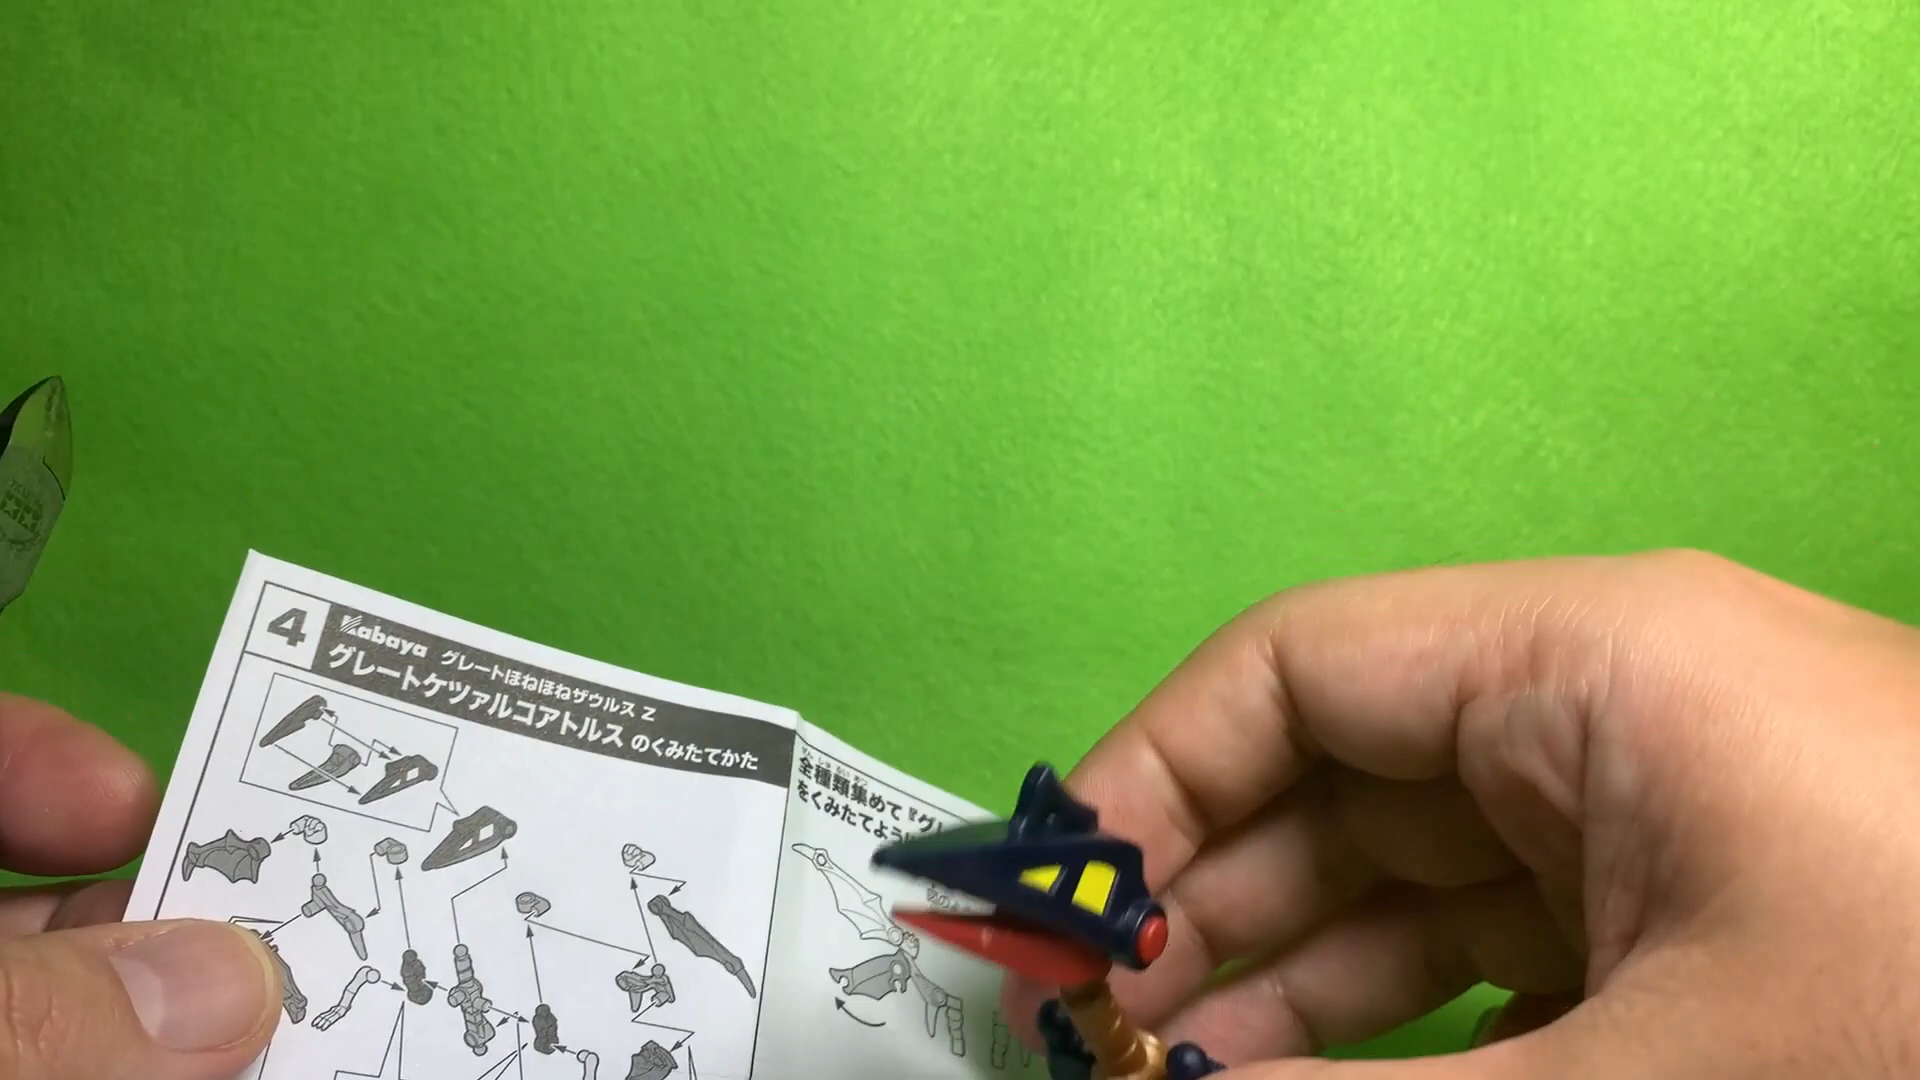 4
Kabaya グレートほねほねザウルス Z
グレートケツァルコアトルス のくみたてかた
全種類集めて『グレ
をくみたてよう